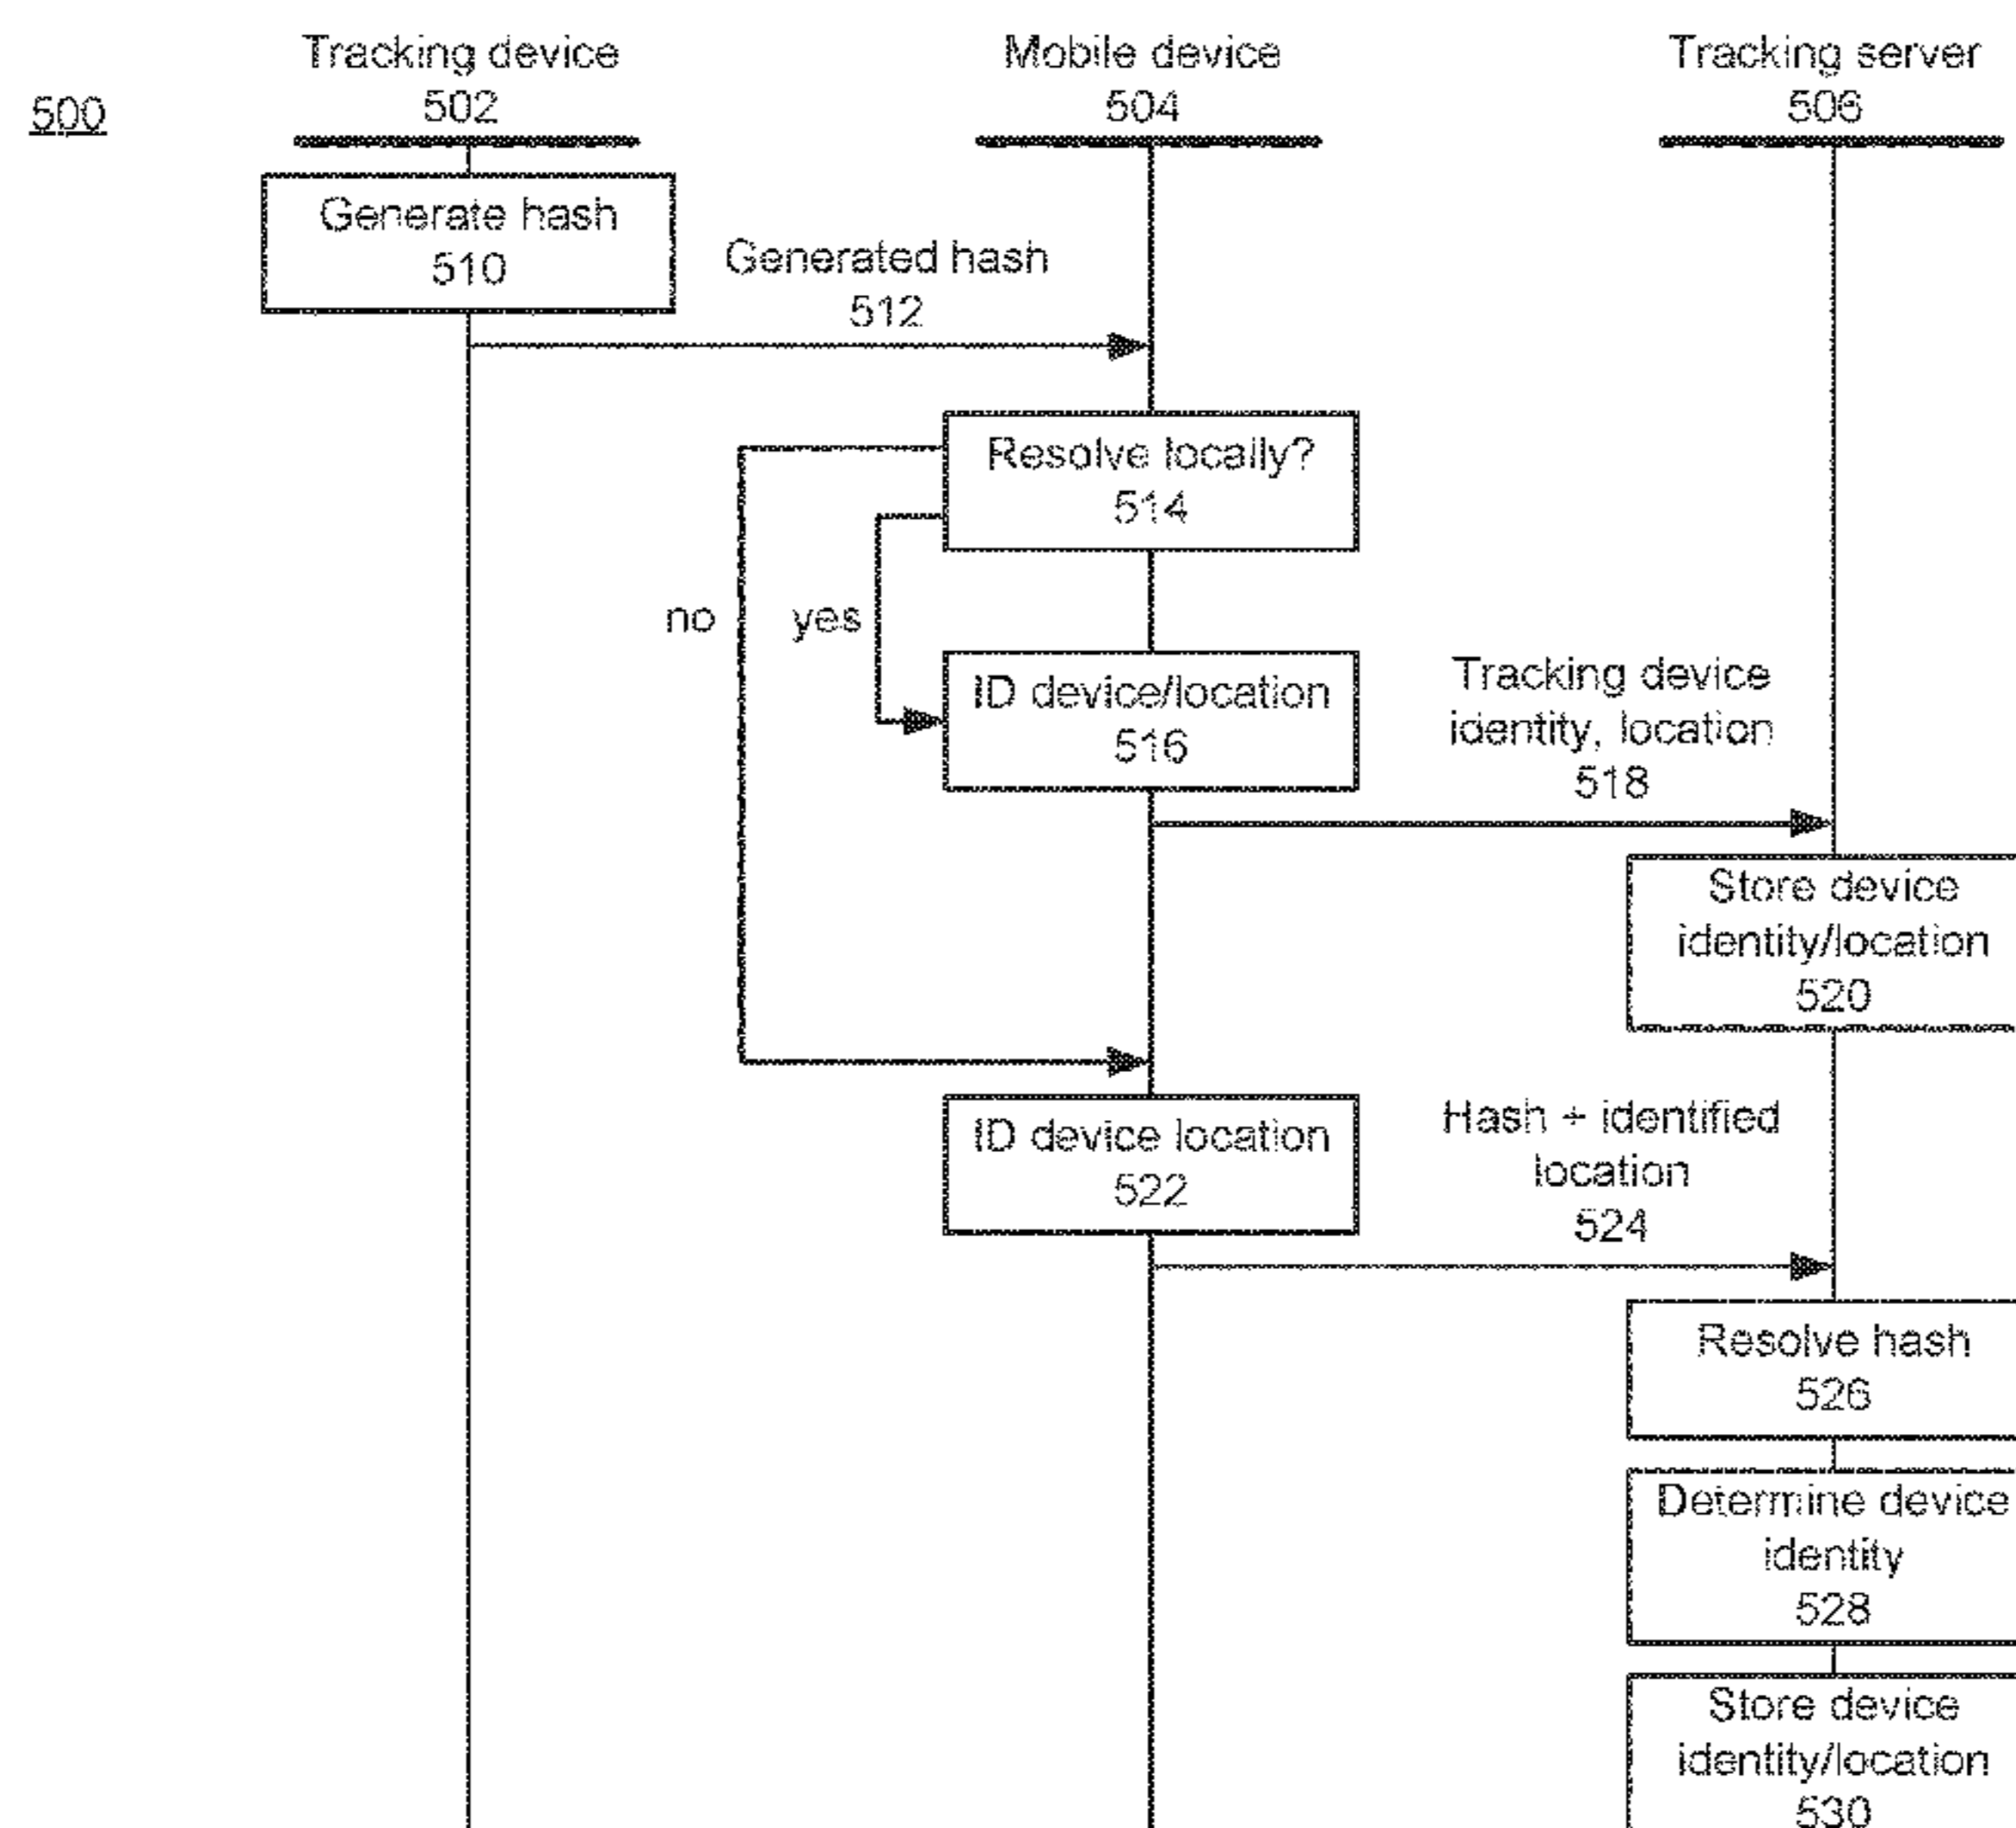 500
Tracking device
502
Mobile device
504
Tracking server
506
Generate hash
510
Generated hash
512
Resolve locally?
514
no
yes
ID device/location
516
Tracking device
identity, location
518
Store device
identity/location
520
ID device location
522
Hash + identified
location
524
Resolve hash
526
Determine device
identity
528
Store device
identity/location
530